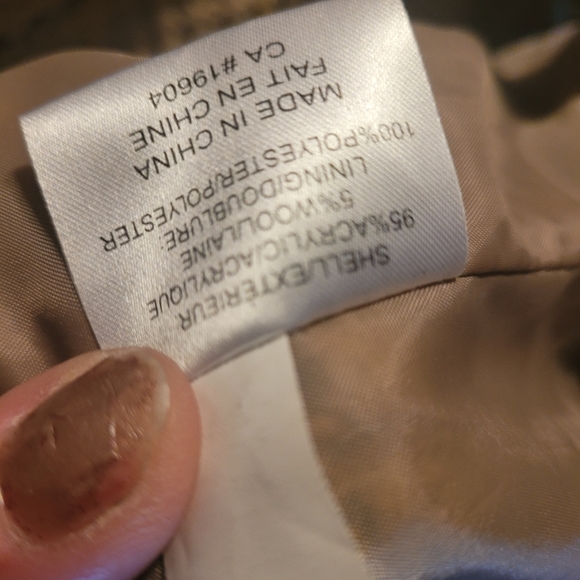 SHELL/EXTÉRIEUR
95%ACRYLIC/ACRYLIQUE
5%WOOL/LAINE
LINING/DOUBLURE:
100%POLYESTER/POLYESTER
MADE IN CHINA
FAIT EN CHINE
CA #19604